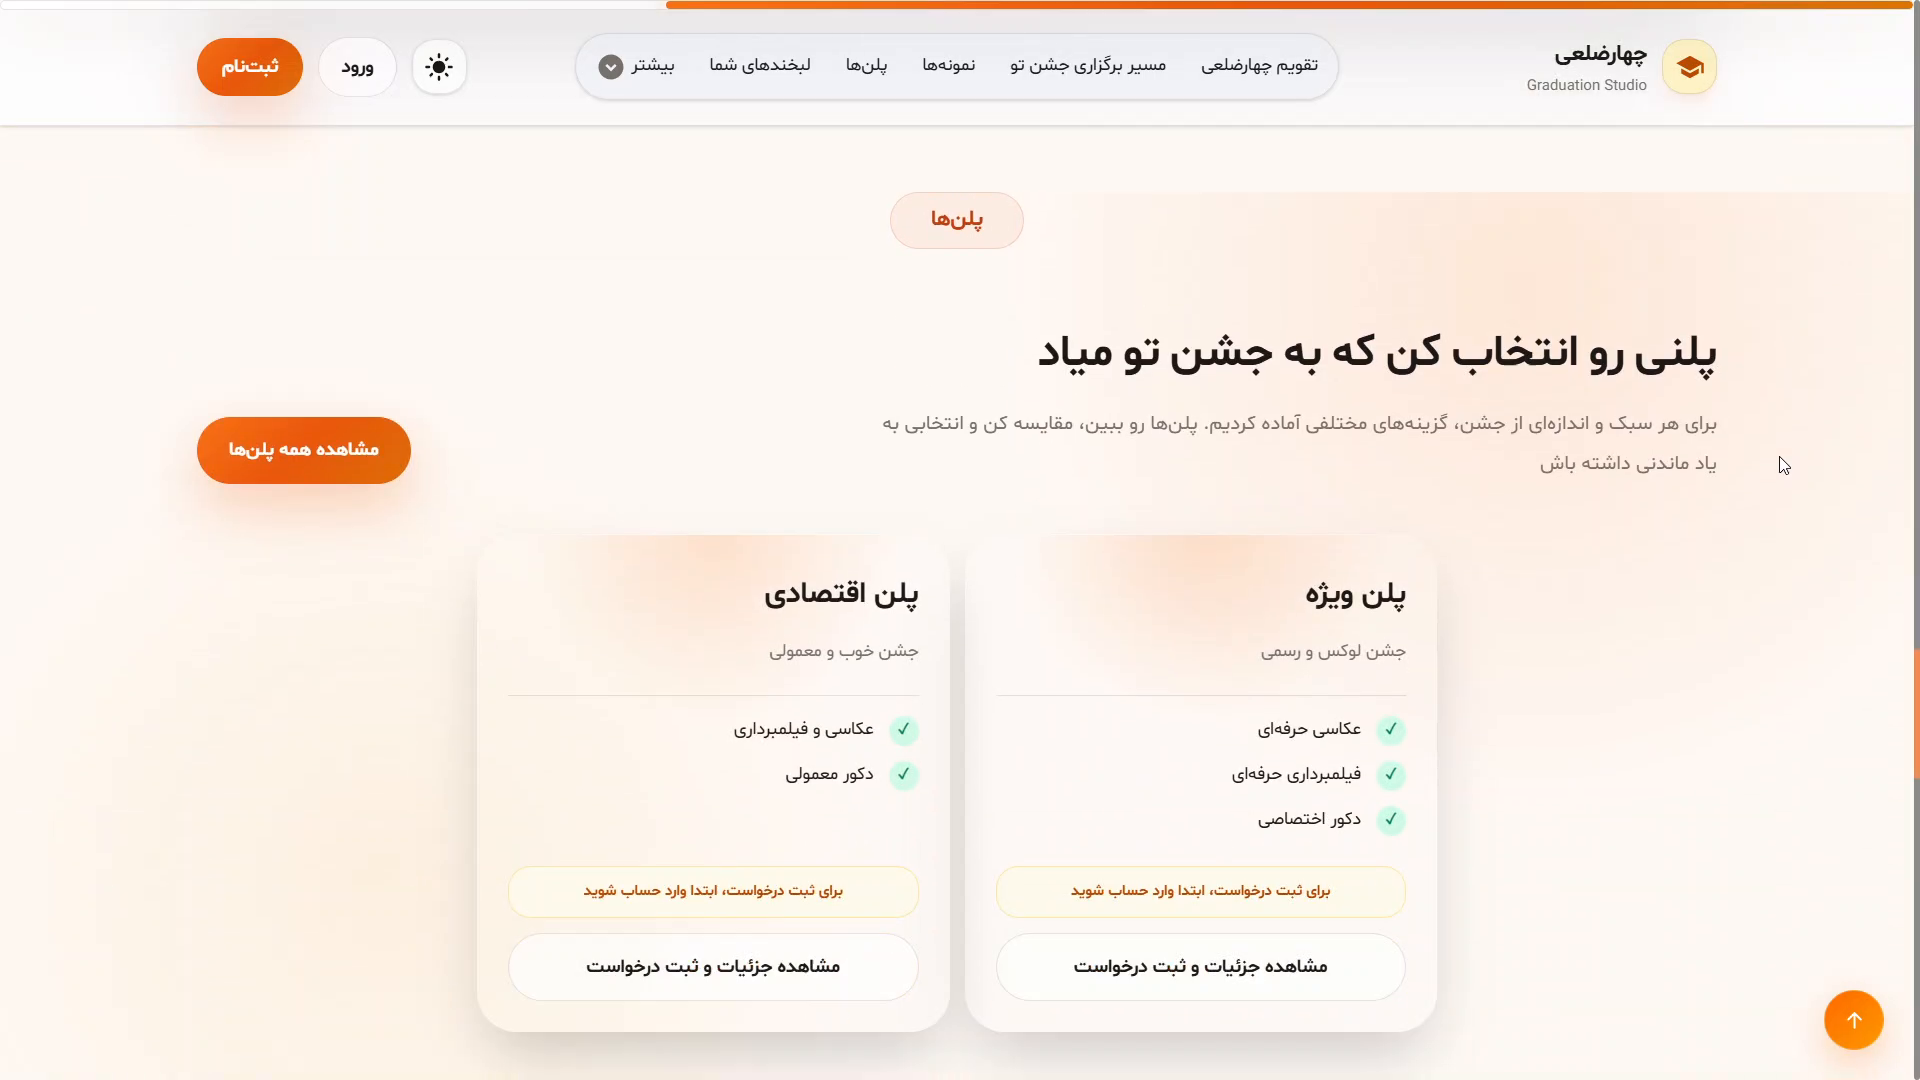 چهارضلعی
Graduation Studio
تقویم چهارضلعی
مسیر برگزاری جشن تو
نمونه‌ها
پلن‌ها
لبخندهای شما
بیشتر
ورود
ثبت‌نام
پلن‌ها
پلنی رو انتخاب کن که به جشن تو میاد
برای هر سبک و اندازه‌ای از جشن، گزینه‌های مختلفی آماده کردیم. پلن‌ها رو ببین، مقایسه کن و انتخابی به
یاد ماندنی داشته باش
مشاهده همه پلن‌ها
پلن ویژه
جشن لوکس و رسمی
عکاسی حرفه‌ای
فیلمبرداری حرفه‌ای
دکور اختصاصی
برای ثبت درخواست، ابتدا وارد حساب شوید
مشاهده جزئیات و ثبت درخواست
پلن اقتصادی
جشن خوب و معمولی
عکاسی و فیلمبرداری
دکور معمولی
برای ثبت درخواست، ابتدا وارد حساب شوید
مشاهده جزئیات و ثبت درخواست